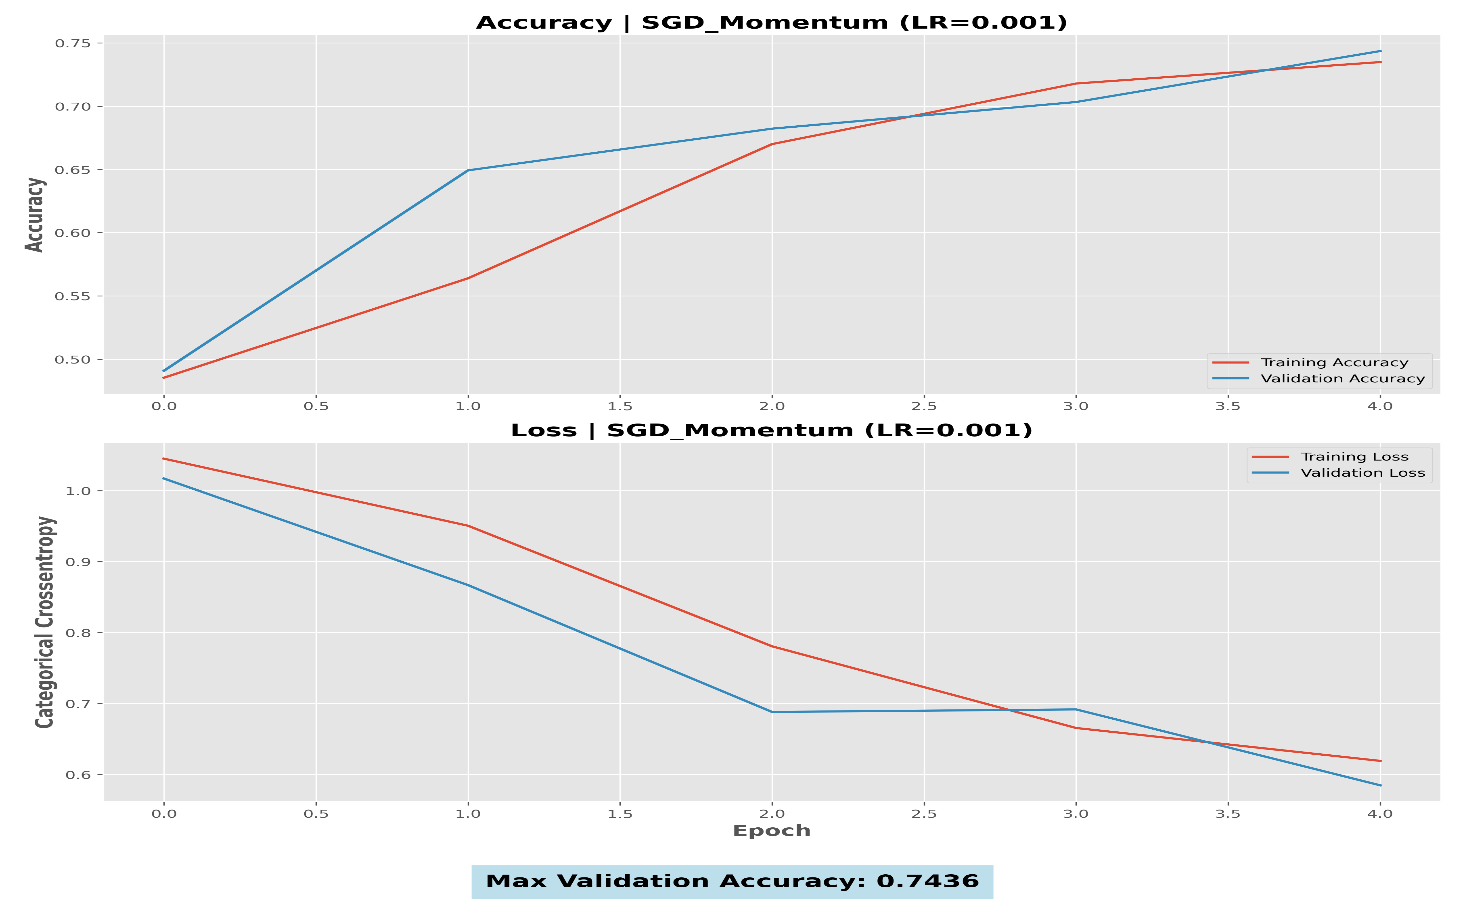 Accuracy | SGD_Momentum (LR=0.001)
0.75
0.70
0.65
0.60
0.55
0.50
Accuracy
Training Accuracy
Validation Accuracy
0.0 0.5 1.0 1.5 2.0 2.5 3.0 3.5 4.0
Loss | SGD_Momentum (LR=0.001)
Training Loss
Validation Loss
1.0
0.9
0.8
0.7
0.6
Categorical Crossentropy
0.0 0.5 1.0 1.5 2.0 2.5 3.0 3.5 4.0
Epoch
Max Validation Accuracy: 0.7436